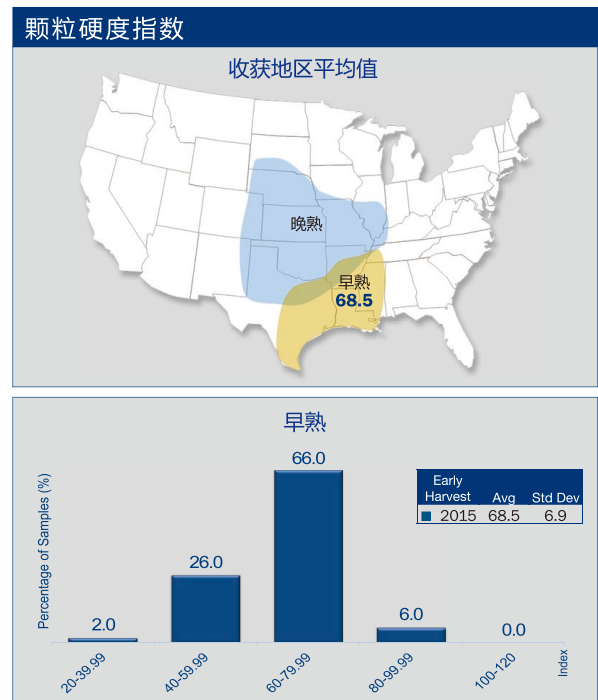 颗粒硬度指数
收获地区平均值
晚熟
早熟
68.5
早熟
66.0
Early
Harvest Avg Std Dev
2015 68.5 6.9
26.0
2.0
6.0
0.0
Percentage of Samples (%)
20-39.99
40-59.99
60-79.99
80-99.99
100-120
Index